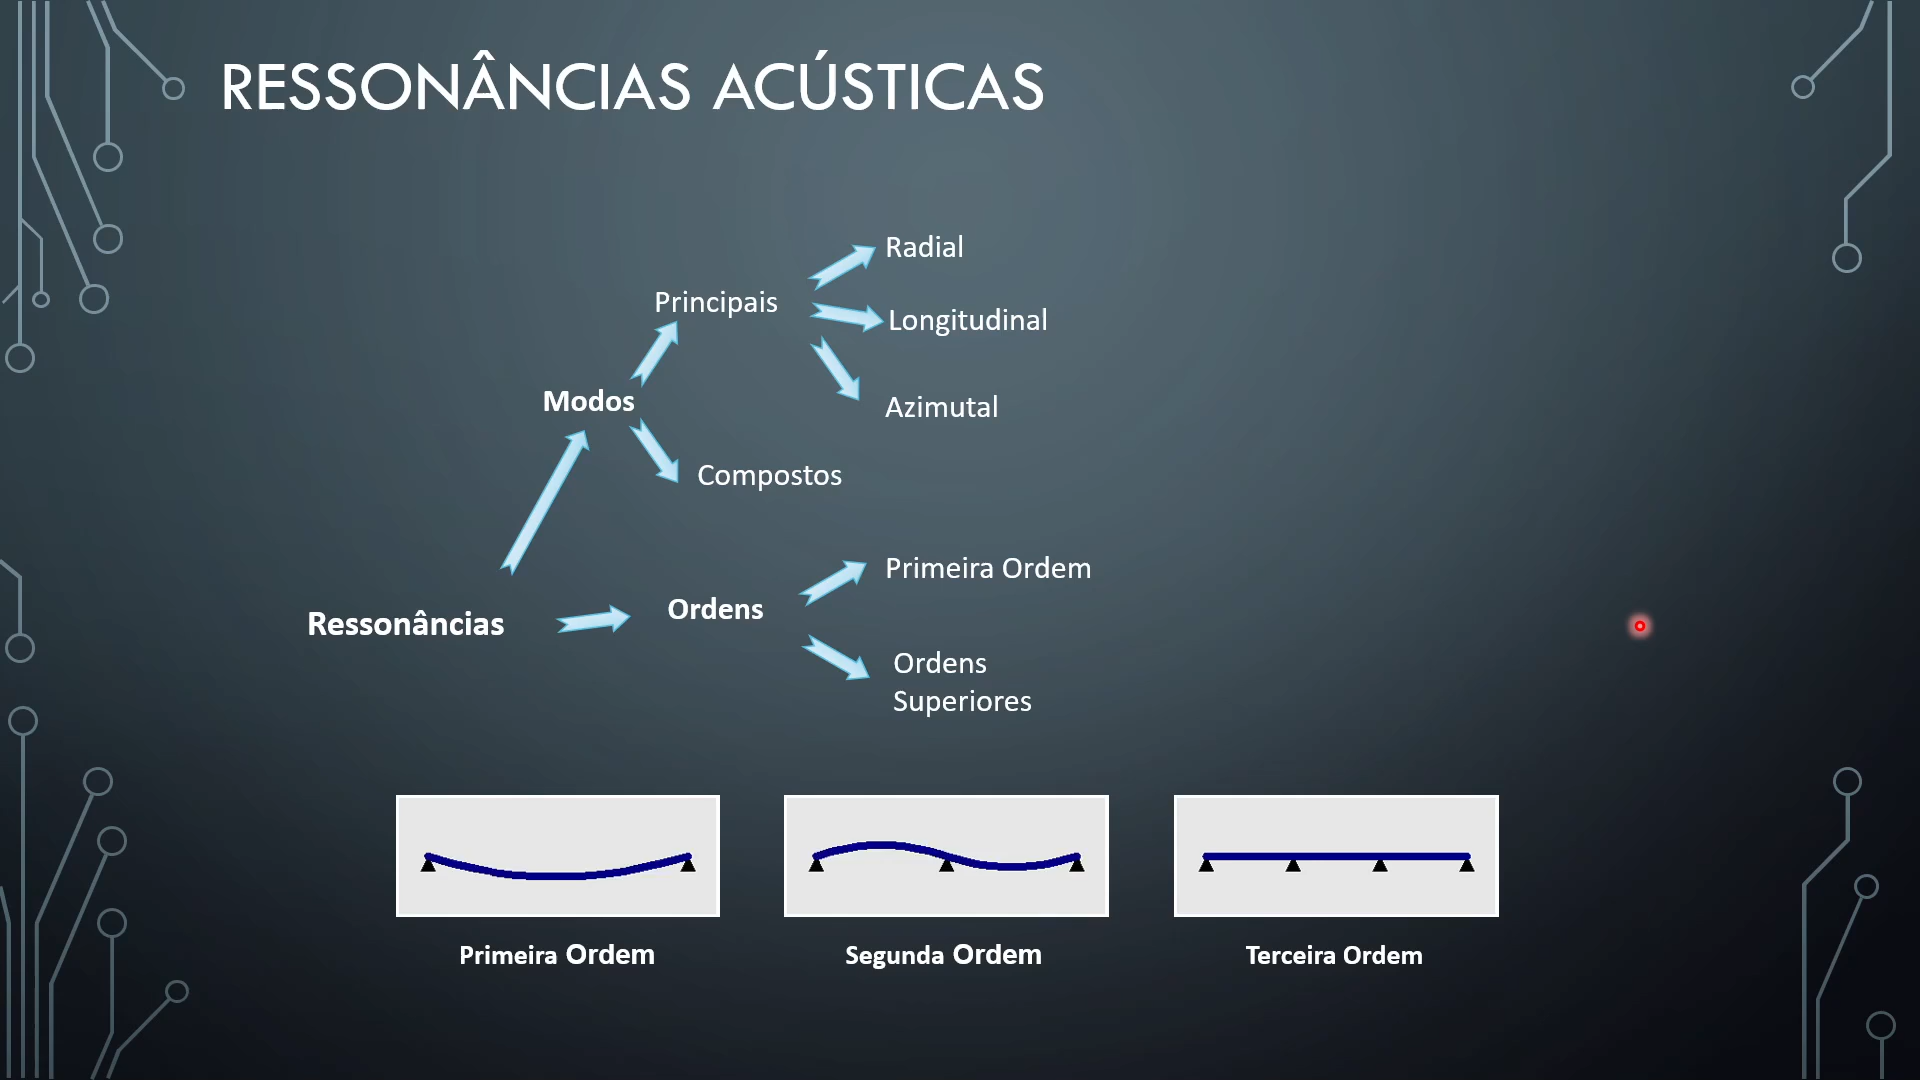 RESSONÂNCIAS ACÚSTICAS
Radial
Principais
Longitudinal
Modos
Azimutal
Compostos
Primeira Ordem
Ordens
Ressonâncias
Ordens
Superiores
Primeira Ordem
Segunda Ordem
Terceira Ordem